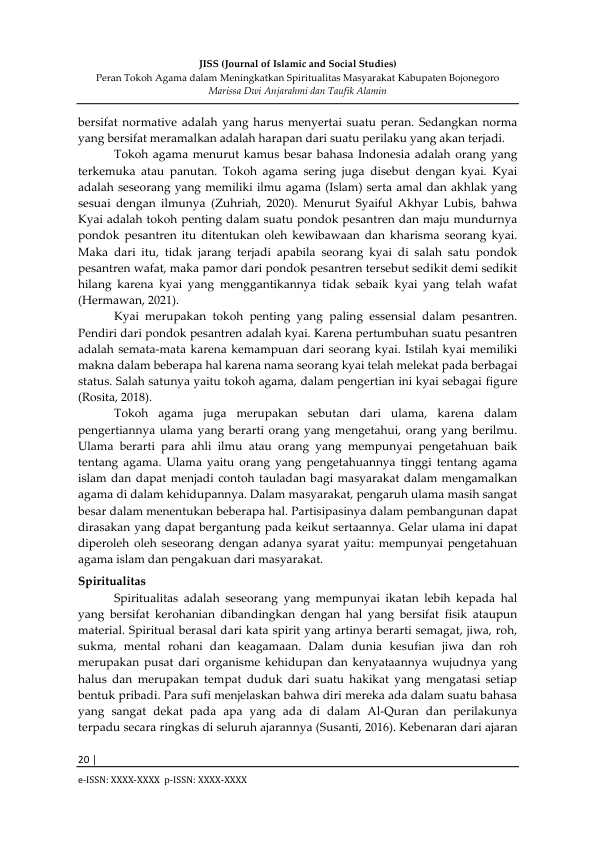 JISS (Journal of Islamic and Social Studies)
Peran Tokoh Agama dalam Meningkatkan Spiritualitas Masyarakat Kabupaten Bojonegoro
Marissa Dwi Anjarahmi dan Taufik Alamin
bersifat normative adalah yang harus menyertai suatu peran. Sedangkan norma
yang bersifat meramalkan adalah harapan dari suatu perilaku yang akan terjadi.
Tokoh agama menurut kamus besar bahasa Indonesia adalah orang yang
terkemuka atau panutan. Tokoh agama sering juga disebut dengan kyai. Kyai
adalah seseorang yang memiliki ilmu agama (Islam) serta amal dan akhlak yang
sesuai dengan ilmunya (Zuhriah, 2020). Menurut Syaiful Akhyar Lubis, bahwa
Kyai adalah tokoh penting dalam suatu pondok pesantren dan maju mundurnya
pondok pesantren itu ditentukan oleh kewibawaan dan kharisma seorang kyai.
Maka dari itu, tidak jarang terjadi apabila seorang kyai di salah satu pondok
pesantren wafat, maka pamor dari pondok pesantren tersebut sedikit demi sedikit
hilang karena kyai yang menggantikannya tidak sebaik kyai yang telah wafat
(Hermawan, 2021).
Kyai merupakan tokoh penting yang paling essensial dalam pesantren.
Pendiri dari pondok pesantren adalah kyai. Karena pertumbuhan suatu pesantren
adalah semata-mata karena kemampuan dari seorang kyai. Istilah kyai memiliki
makna dalam beberapa hal karena nama seorang kyai telah melekat pada berbagai
status. Salah satunya yaitu tokoh agama, dalam pengertian ini kyai sebagai figure
(Rosita, 2018).
Tokoh agama juga merupakan sebutan dari ulama, karena dalam
pengertiannya ulama yang berarti orang yang mengetahui, orang yang berilmu.
Ulama berarti para ahli ilmu atau orang yang mempunyai pengetahuan baik
tentang agama. Ulama yaitu orang yang pengetahuannya tinggi tentang agama
islam dan dapat menjadi contoh tauladan bagi masyarakat dalam mengamalkan
agama di dalam kehidupannya. Dalam masyarakat, pengaruh ulama masih sangat
besar dalam menentukan beberapa hal. Partisipasinya dalam pembangunan dapat
dirasakan yang dapat bergantung pada keikut sertaannya. Gelar ulama ini dapat
diperoleh oleh seseorang dengan adanya syarat yaitu: mempunyai pengetahuan
agama islam dan pengakuan dari masyarakat.
Spiritualitas
Spiritualitas adalah seseorang yang mempunyai ikatan lebih kepada hal
yang bersifat kerohanian dibandingkan dengan hal yang bersifat fisik ataupun
material. Spiritual berasal dari kata spirit yang artinya berarti semagat, jiwa, roh,
sukma, mental rohani dan keagamaan. Dalam dunia kesufian jiwa dan roh
merupakan pusat dari organisme kehidupan dan kenyataannya wujudnya yang
halus dan merupakan tempat duduk dari suatu hakikat yang mengatasi setiap
bentuk pribadi. Para sufi menjelaskan bahwa diri mereka ada dalam suatu bahasa
yang sangat dekat pada apa yang ada di dalam Al-Quran dan perilakunya
terpadu secara ringkas di seluruh ajarannya (Susanti, 2016). Kebenaran dari ajaran
20 |
e-ISSN: XXXX-XXXX p-ISSN: XXXX-XXXX